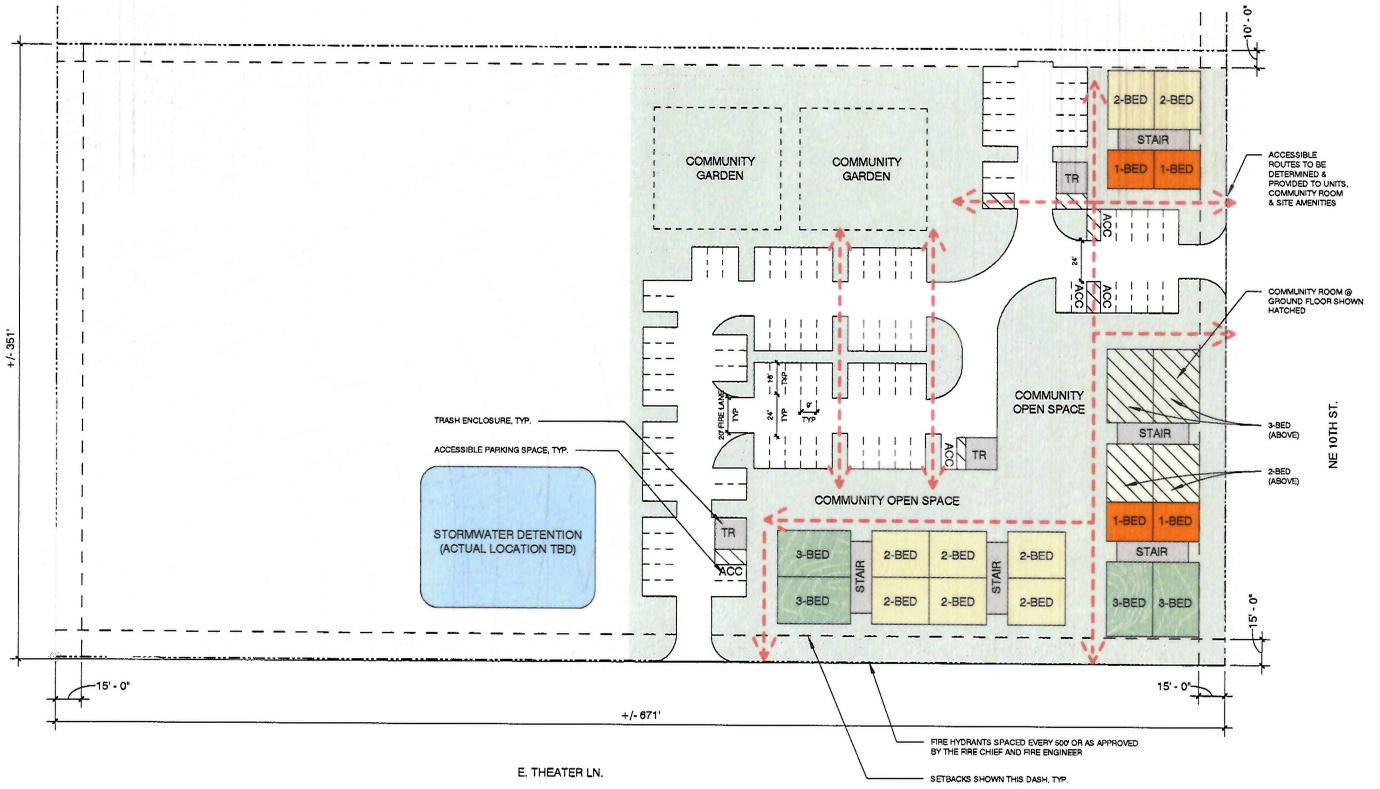 10' - 0"
2-BED 2-BED
STAIR
1-BED 1-BED
COMMUNITY
GARDEN
COMMUNITY
GARDEN
TR
ACCESSIBLE
ROUTES TO BE
DETERMINED &
PROVIDED TO UNITS,
COMMUNITY ROOM
& SITE AMENITIES
ACC
24'
ACC
ACC
COMMUNITY ROOM @
GROUND FLOOR SHOWN
HATCHED
+/- 351'
COMMUNITY
OPEN SPACE
18'
TYP
24'
TYP
9'
TYP
20' FIRE LANE
TYP
3-BED
(ABOVE)
STAIR
NE 10TH ST.
TRASH ENCLOSURE, TYP.
ACCESSIBLE PARKING SPACE, TYP.
ACC
TR
2-BED
(ABOVE)
COMMUNITY OPEN SPACE
1-BED 1-BED
STAIR
STORMWATER DETENTION
(ACTUAL LOCATION TBD)
TR
ACC
3-BED
STAIR
2-BED 2-BED
STAIR
2-BED
3-BED
2-BED 2-BED
2-BED
3-BED 3-BED
15' - 0"
15' - 0"
15' - 0"
+/- 671'
FIRE HYDRANTS SPACED EVERY 500' OR AS APPROVED
BY THE FIRE CHIEF AND FIRE ENGINEER
E. THEATER LN.
SETBACKS SHOWN THIS DASH, TYP.